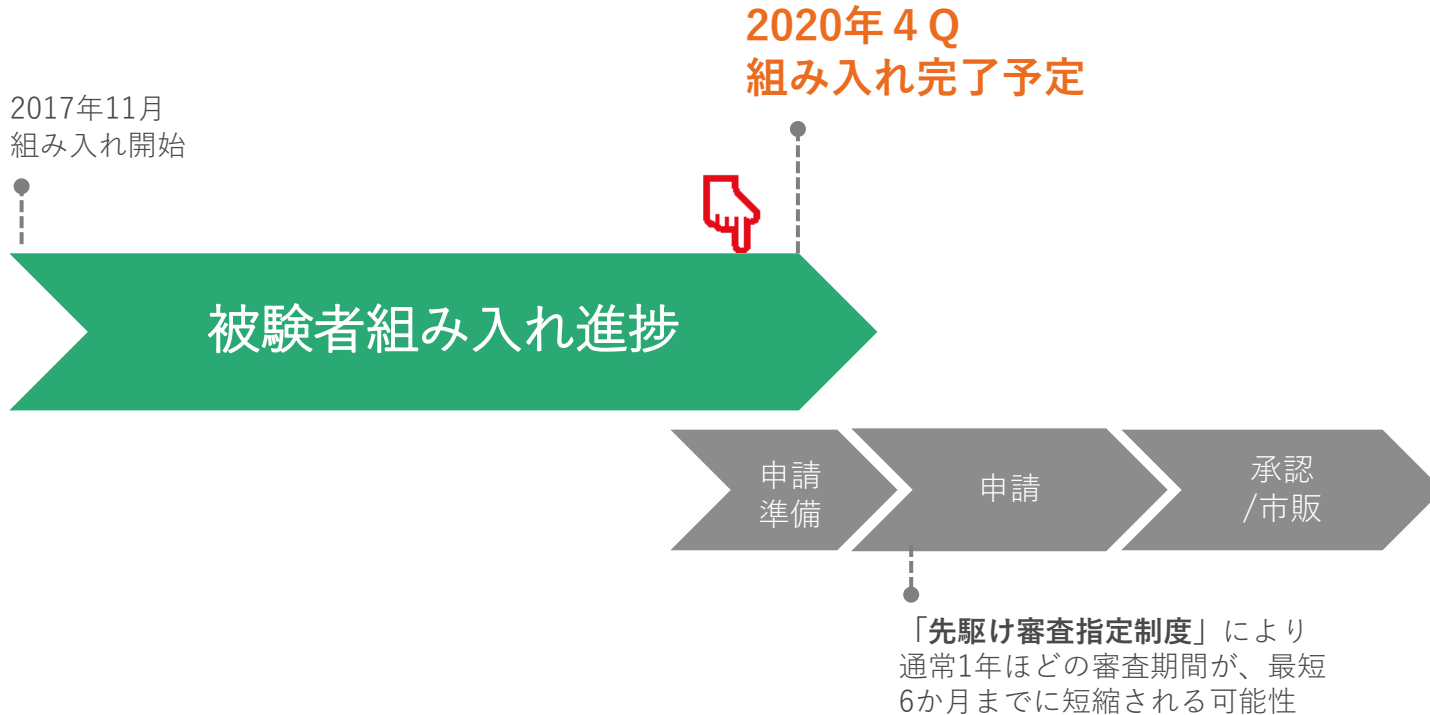 2020年４Q
組み入れ完了予定
2017年11月
組み入れ開始
被験者組み入れ進捗
申請
準備
申請
承認
/市販
「先駆け審査指定制度」により
通常1年ほどの審査期間が、最短
6か月までに短縮される可能性